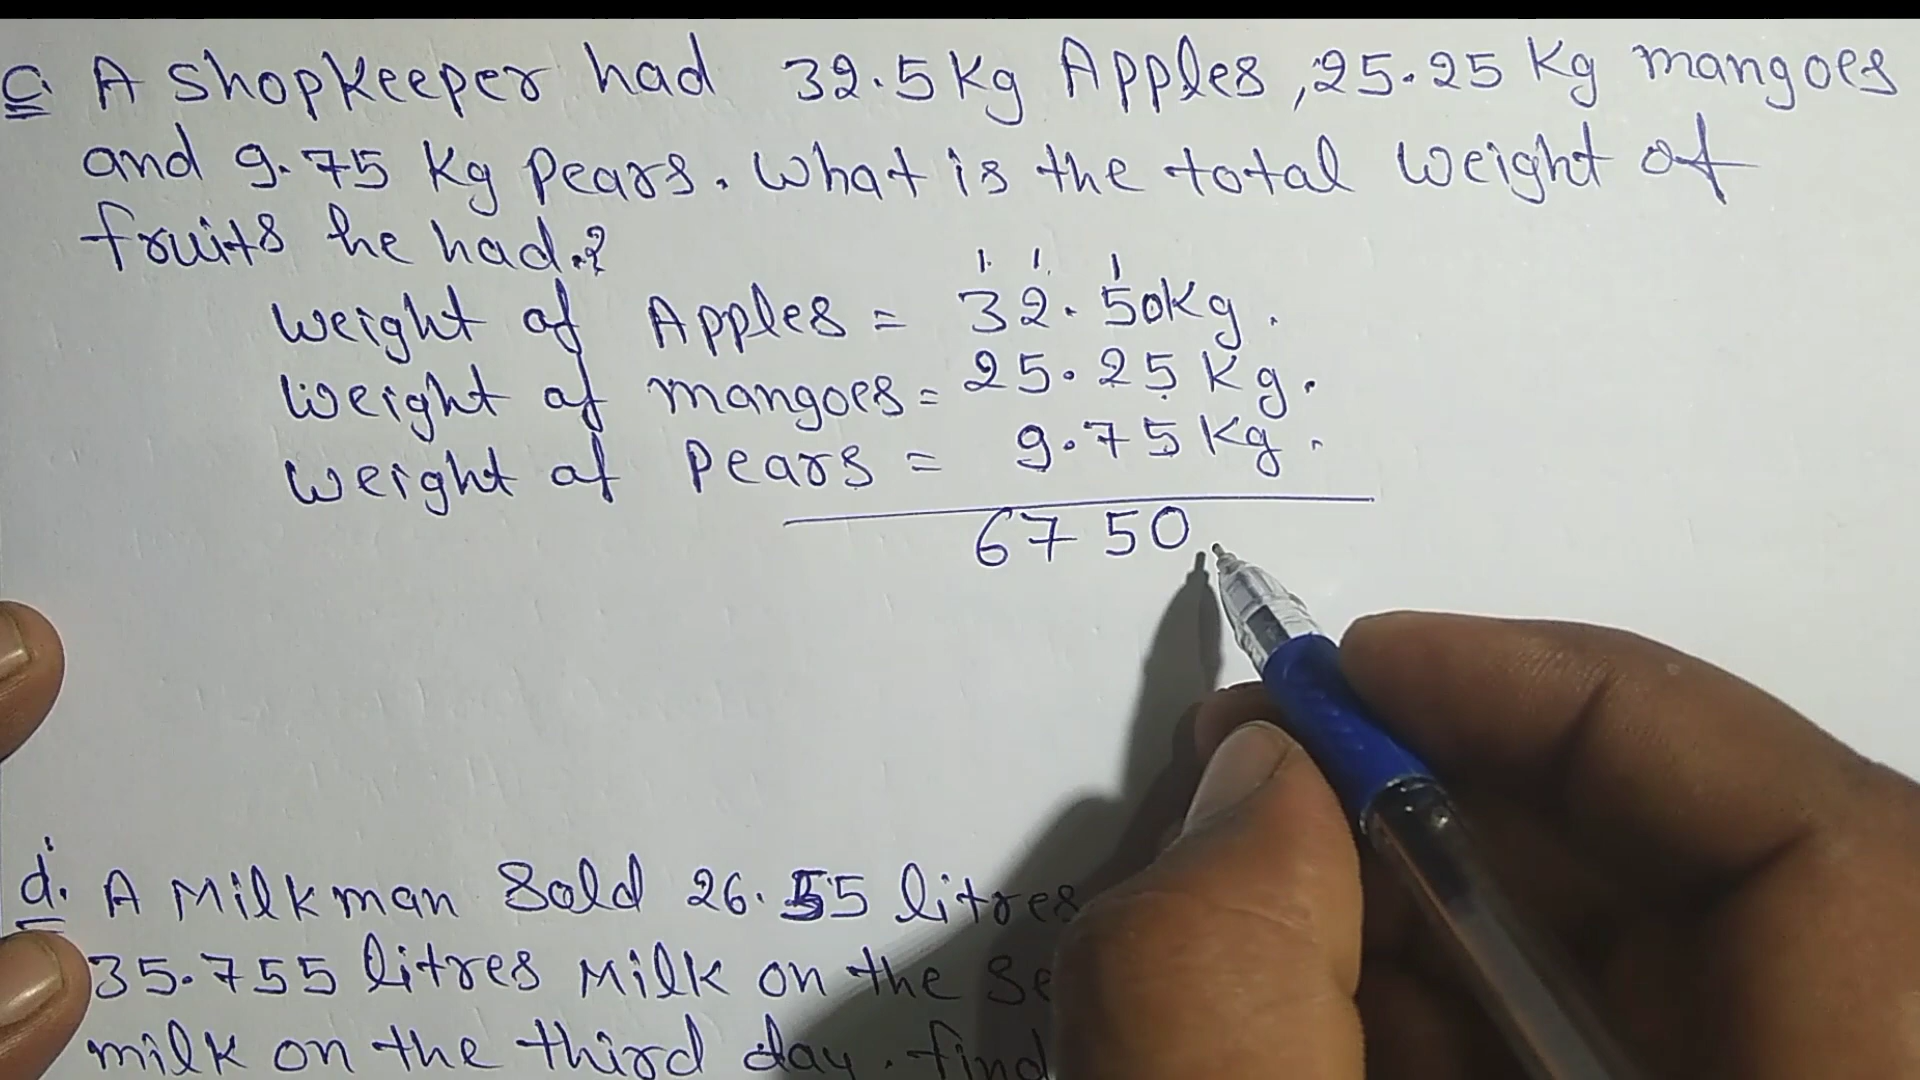 c. A Shopkeeper had 32.5 Kg Apples, 25.25 Kg mangoes
and 9.75 Kg Pears. What is the total weight of
fruits he had.?
1 1 1
Weight of Apples = 32.50Kg.
Weight of mangoes = 25.25 Kg.
Weight of Pears = 9.75 Kg.
67 50
d. A Milkman Sold 26.55 litres
35.755 litres Milk on the Se
milk on the third day. find